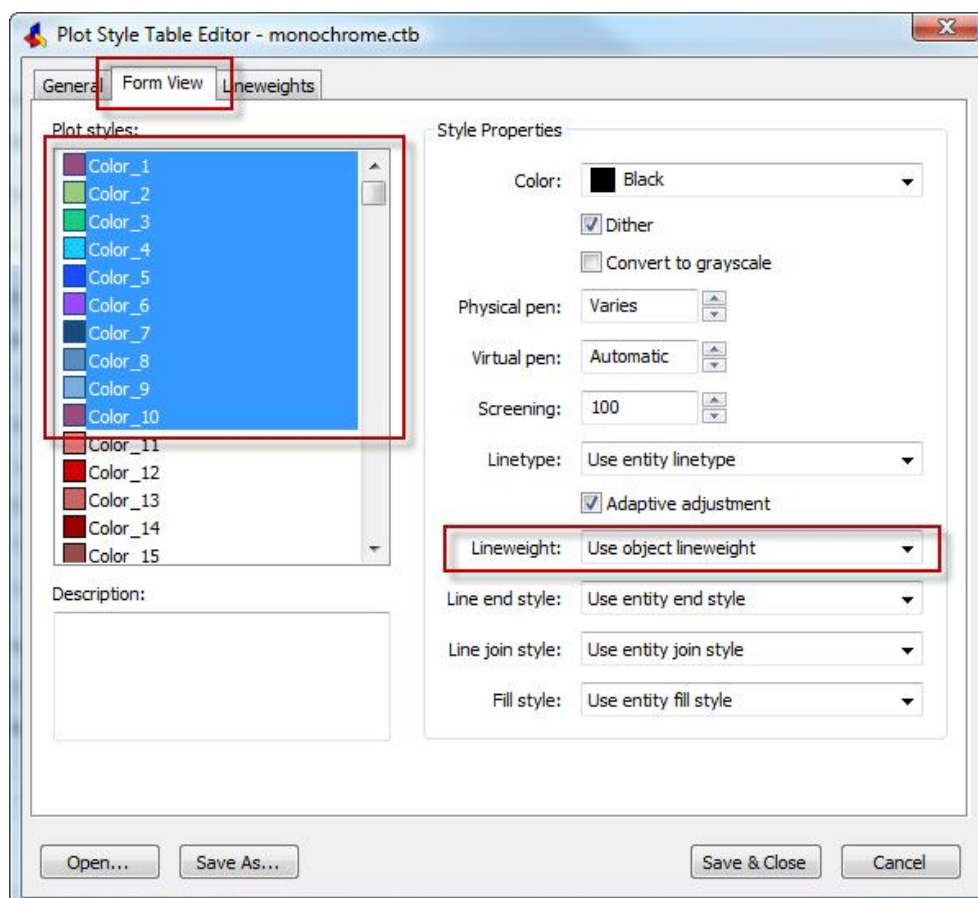 Plot Style Table Editor - monochrome.ctb
General Form View Lineweights
Plot styles:
Color_1
Color_2
Color_3
Color_4
Color_5
Color_6
Color_7
Color_8
Color_9
Color_10
Color_11
Color_12
Color_13
Color_14
Color_15
Description:
Style Properties
Color: Black
Dither
Convert to grayscale
Physical pen: Varies
Virtual pen: Automatic
Screening: 100
Linetype: Use entity linetype
Adaptive adjustment
Lineweight: Use object lineweight
Line end style: Use entity end style
Line join style: Use entity join style
Fill style: Use entity fill style
Open... Save As... Save & Close Cancel